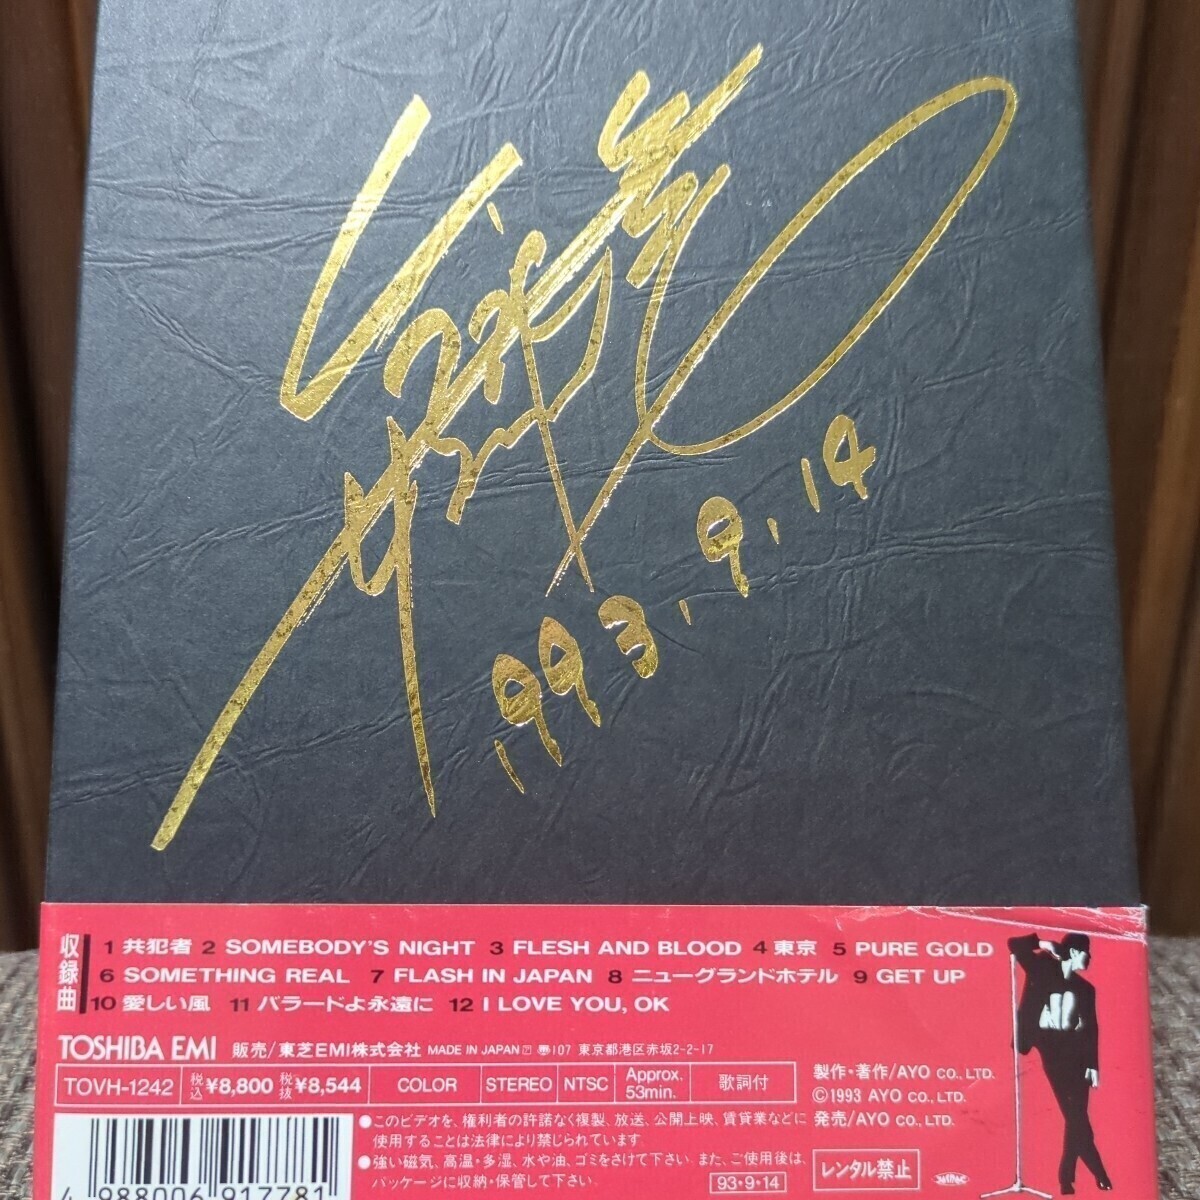 1993.9.14
収録曲
1 共犯者 2 SOMEBODY'S NIGHT 3 FLESH AND BLOOD 4 東京 5 PURE GOLD
6 SOMETHING REAL 7 FLASH IN JAPAN 8 ニューグランドホテル 9 GET UP
10 愛しい風 11 バラードよ永遠に 12 I LOVE YOU, OK
TOSHIBA EMI 販売/東芝EMI株式会社 MADE IN JAPAN 〒107 東京都港区赤坂2-2-17
TOVH-1242 税込¥8,800 税抜¥8,544 COLOR STEREO NTSC Approx. 53min. 歌詞付
製作・著作/AYO CO., LTD.
©1993 AYO CO., LTD.
発売/AYO CO., LTD.
●このビデオを、権利者の許諾なく複製、放送、公開上映、賃貸業などに
使用することは法律により禁じられています.
●強い磁気、高温・多湿、水や油、ゴミをさけて下さい. また、ご使用後は、
パッケージに収納・保管して下さい.
93・9・14
レンタル禁止
4 988006 917781